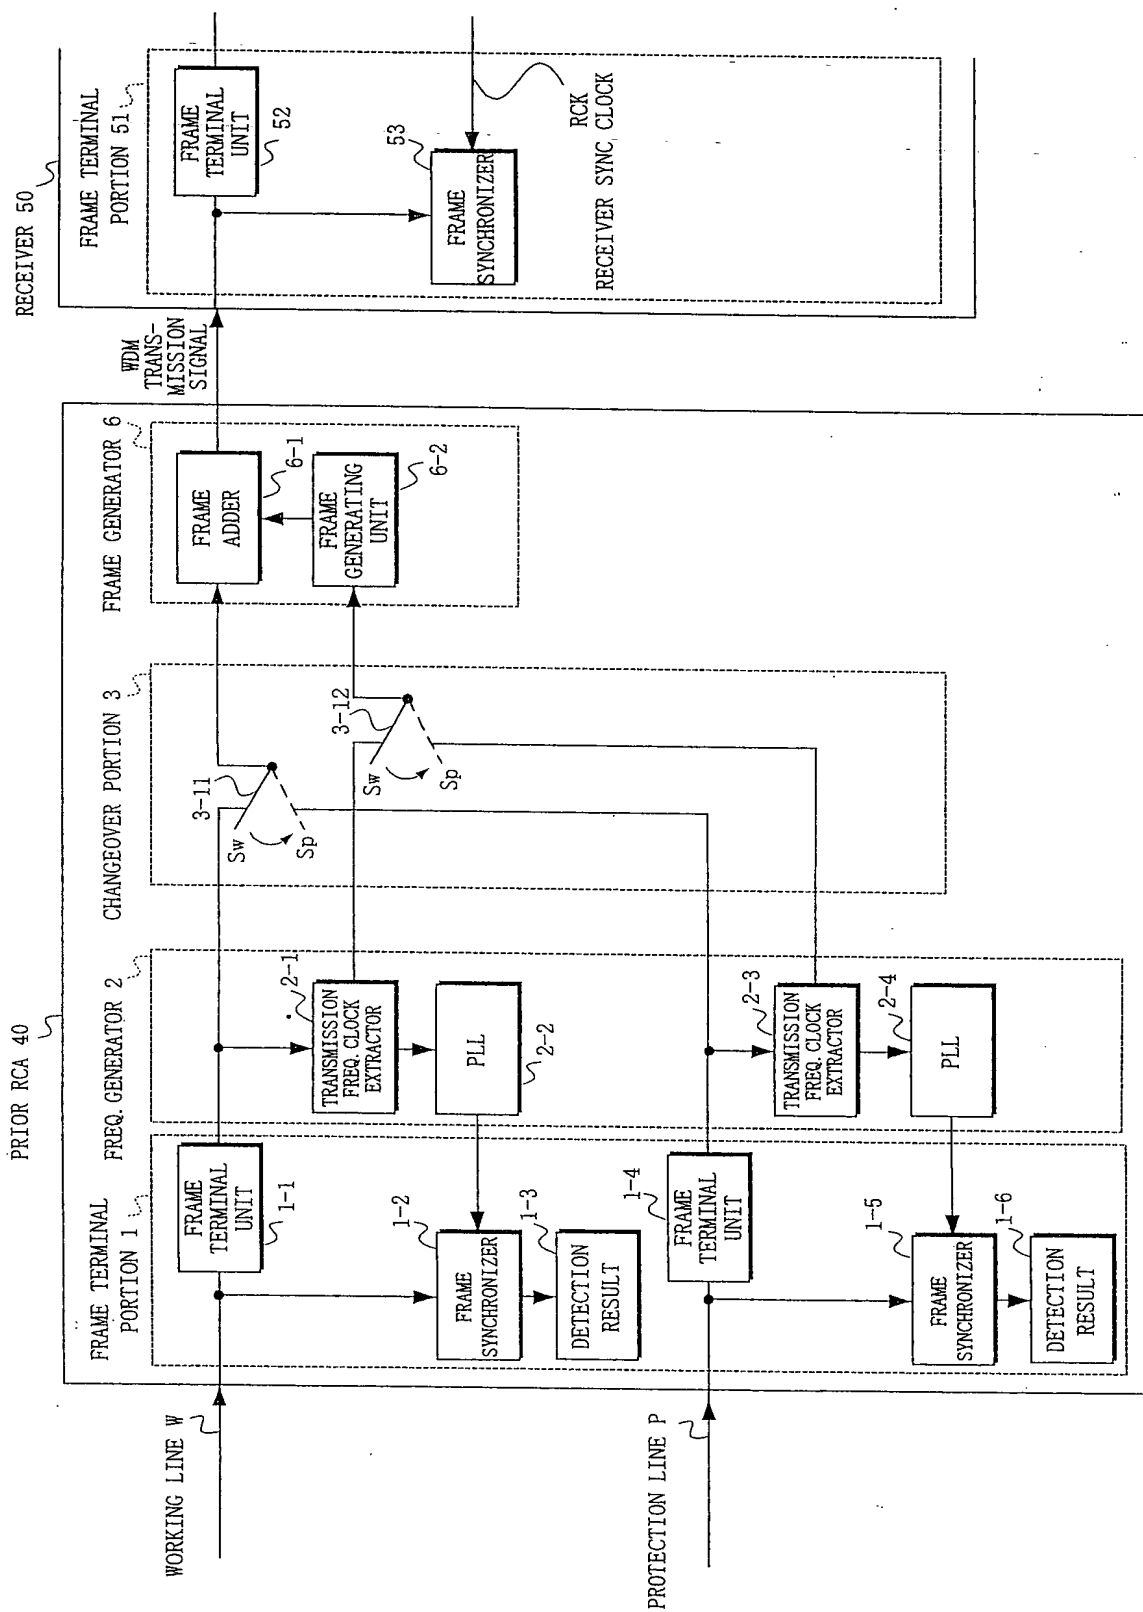 PRIOR RCA 40
FRAME TERMINAL
PORTION 1
FREQ. GENERATOR 2
CHANGEOVER PORTION 3
FRAME GENERATOR 6
RECEIVER 50
FRAME TERMINAL
PORTION 51
WORKING LINE W
FRAME
TERMINAL
UNIT
1-1
FRAME
SYNCHRONIZER
1-2
DETECTION
RESULT
1-3
TRANSMISSION
FREQ. CLOCK
EXTRACTOR
2-1
PLL
2-2
3-11
Sw
Sp
3-12
Sw
Sp
FRAME
ADDER
6-1
FRAME
GENERATING
UNIT
6-2
WDM
TRANS-
MISSION
SIGNAL
FRAME
TERMINAL
UNIT
52
FRAME
SYNCHRONIZER
53
RCK
RECEIVER SYNC CLOCK
PROTECTION LINE P
FRAME
TERMINAL
UNIT
1-4
FRAME
SYNCHRONIZER
1-5
DETECTION
RESULT
1-6
TRANSMISSION
FREQ. CLOCK
EXTRACTOR
2-3
PLL
2-4